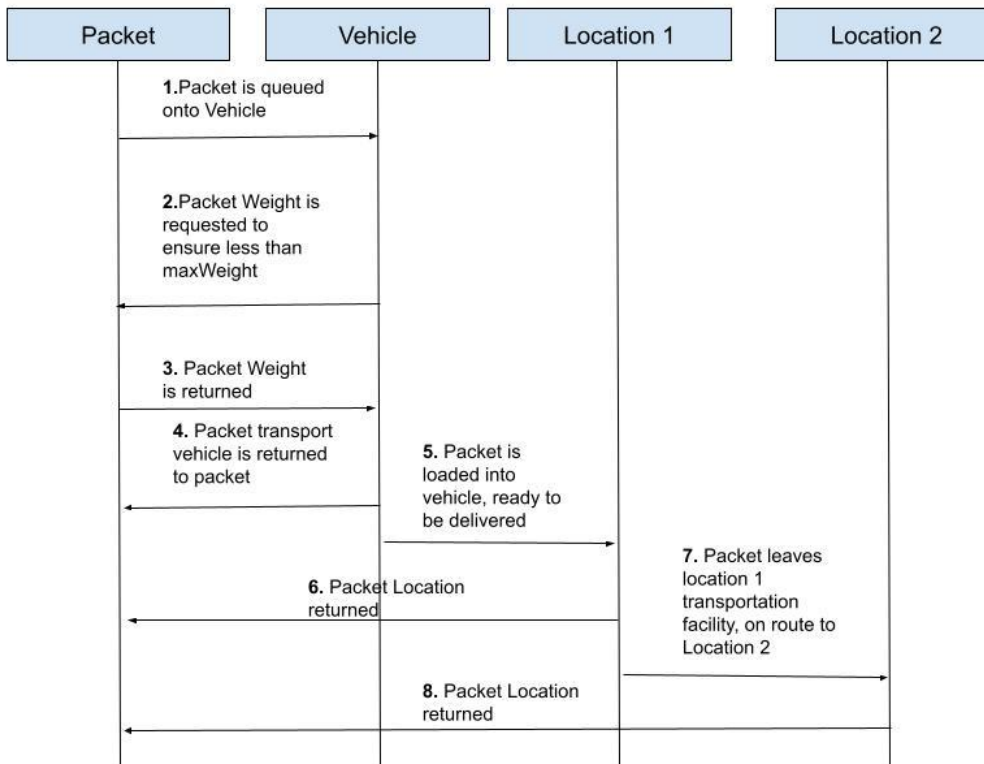 Packet
Vehicle
Location 1
Location 2
1.Packet is queued
onto Vehicle
2.Packet Weight is
requested to
ensure less than
maxWeight
3. Packet Weight
is returned
4. Packet transport
vehicle is returned
to packet
5. Packet is
loaded into
vehicle, ready to
be delivered
6. Packet Location
returned
7. Packet leaves
location 1
transportation
facility, on route to
Location 2
8. Packet Location
returned